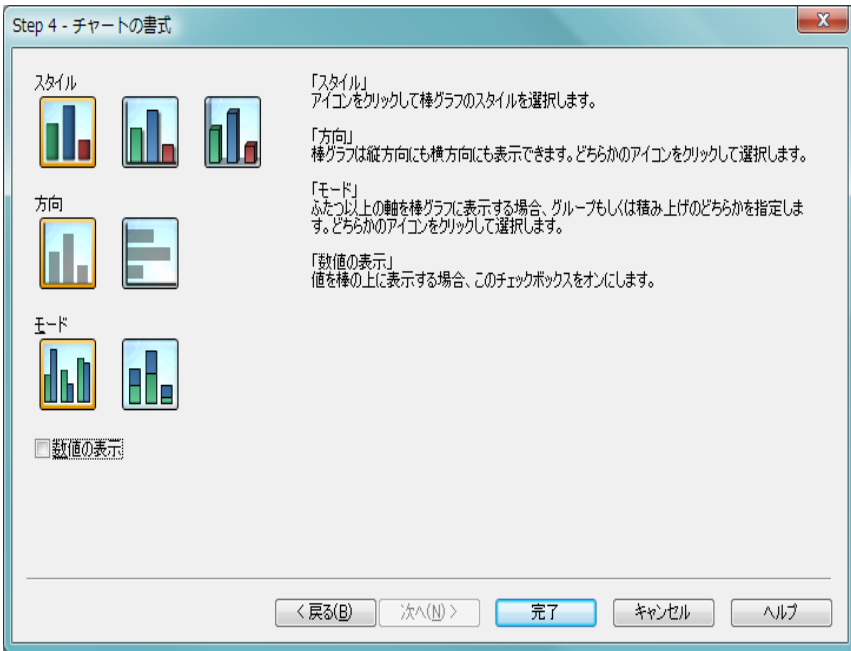 Step 4 - チャートの書式
スタイル
「スタイル」
アイコンをクリックして棒グラフのスタイルを選択します。
「方向」
棒グラフは縦方向にも横方向にも表示できます。どちらかのアイコンをクリックして選択します。
方向
「モード」
ふたつ以上の軸を棒グラフに表示する場合、グループもしくは積み上げのどちらかを指定しま
す。どちらかのアイコンをクリックして選択します。
「数値の表示」
値を棒の上に表示する場合、このチェックボックスをオンにします。
モード
数値の表示
< 戻る(B)
次へ(N) >
完了
キャンセル
ヘルプ